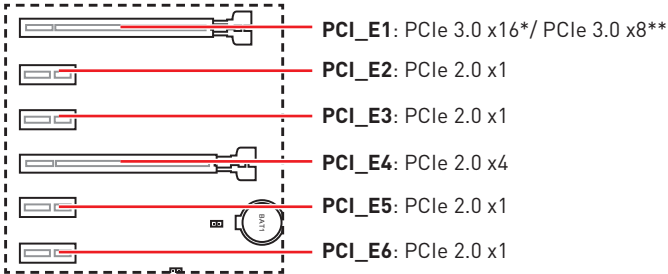 PCI_E1: PCIe 3.0 x16*/ PCIe 3.0 x8**
PCI_E2: PCIe 2.0 x1
PCI_E3: PCIe 2.0 x1
PCI_E4: PCIe 2.0 x4
PCI_E5: PCIe 2.0 x1
BAT1
PCI_E6: PCIe 2.0 x1